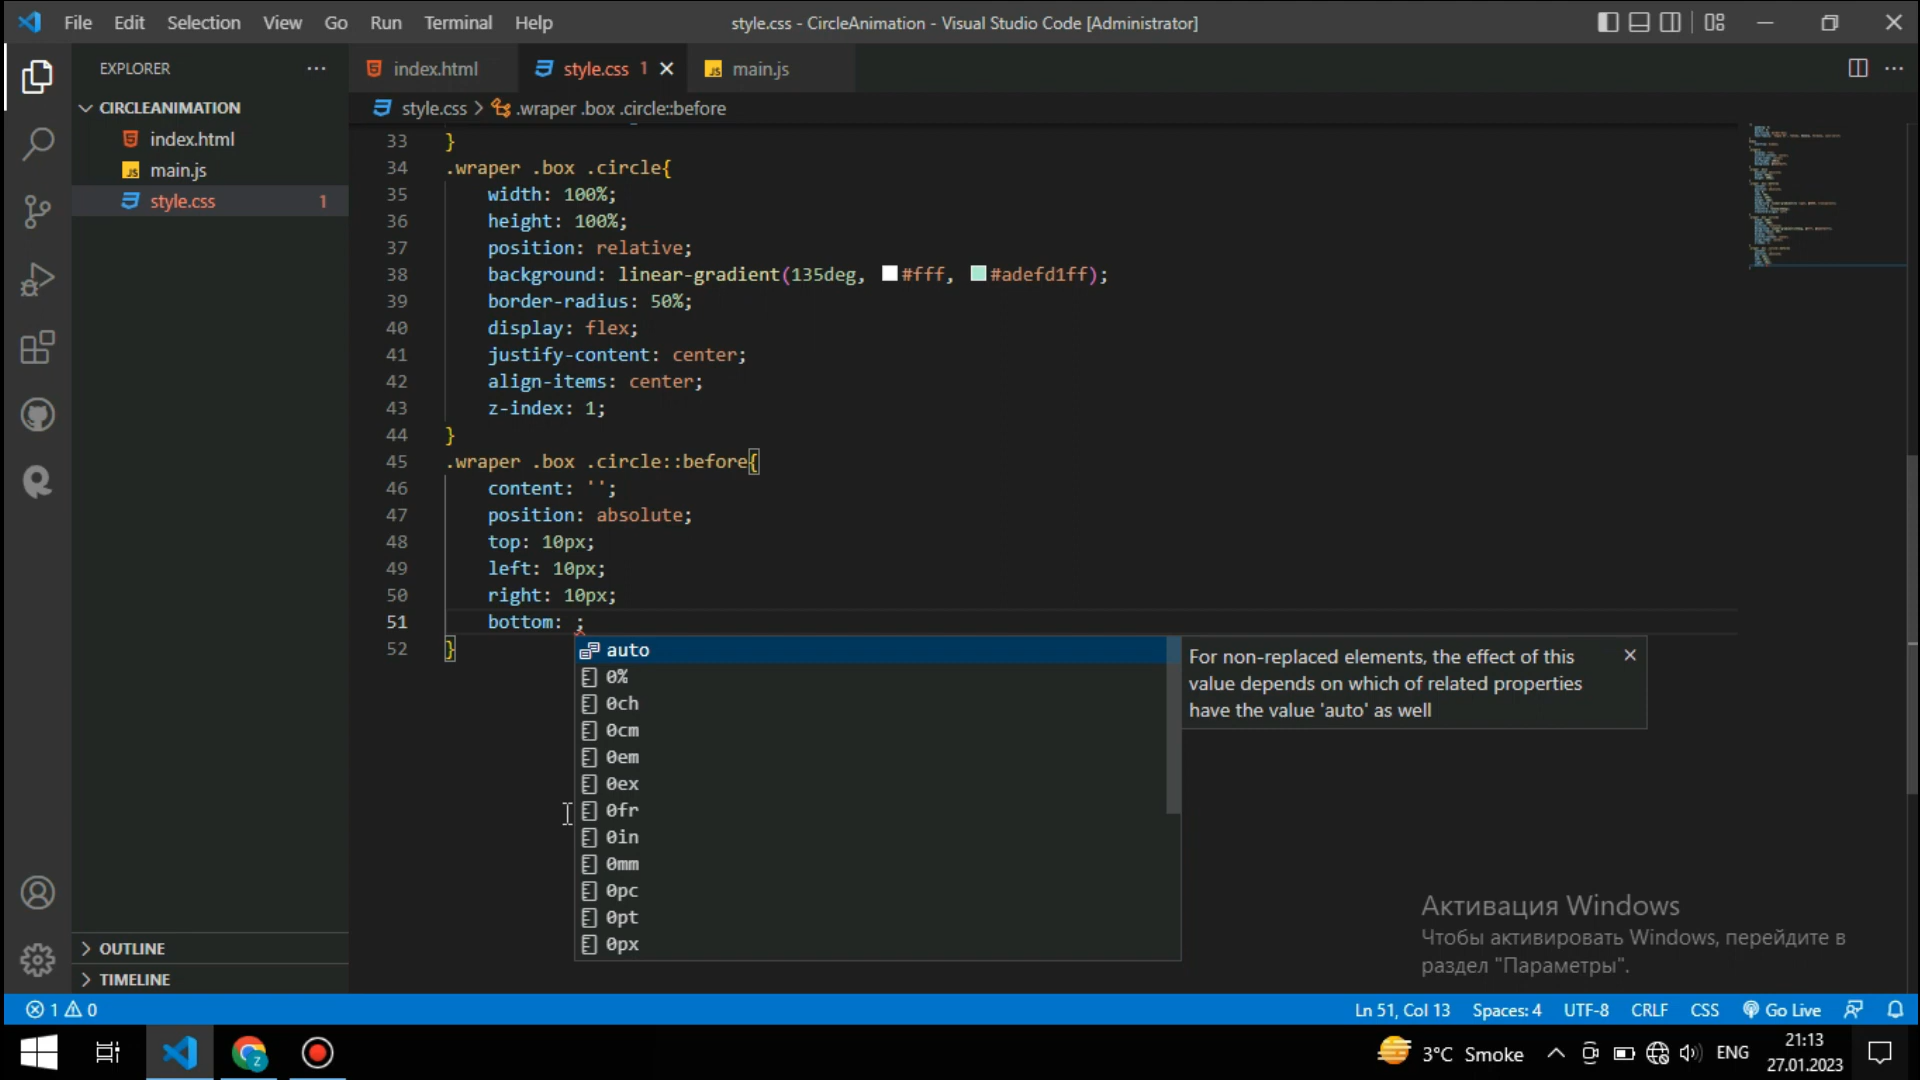 File Edit Selection View Go Run Terminal Help
style.css - CircleAnimation - Visual Studio Code [Administrator]
EXPLORER
index.html
style.css 1
JS main.js
CIRCLEANIMATION
index.html
JS main.js
style.css 1
style.css > .wraper .box .circle::before
33 }
34 .wraper .box .circle{
35 width: 100%;
36 height: 100%;
37 position: relative;
38 background: linear-gradient(135deg, #fff, #adefd1ff);
39 border-radius: 50%;
40 display: flex;
41 justify-content: center;
42 align-items: center;
43 z-index: 1;
44 }
45 .wraper .box .circle::before{
46 content: '';
47 position: absolute;
48 top: 10px;
49 left: 10px;
50 right: 10px;
51 bottom: ;
52 }
auto
0%
0ch
0cm
0em
0ex
0fr
0in
0mm
0pc
0pt
0px
For non-replaced elements, the effect of this
value depends on which of related properties
have the value 'auto' as well
Активация Windows
Чтобы активировать Windows, перейдите в
раздел "Параметры".
OUTLINE
TIMELINE
1 0
Ln 51, Col 13 Spaces: 4 UTF-8 CRLF CSS Go Live
3°C Smoke
ENG
21:13
27.01.2023